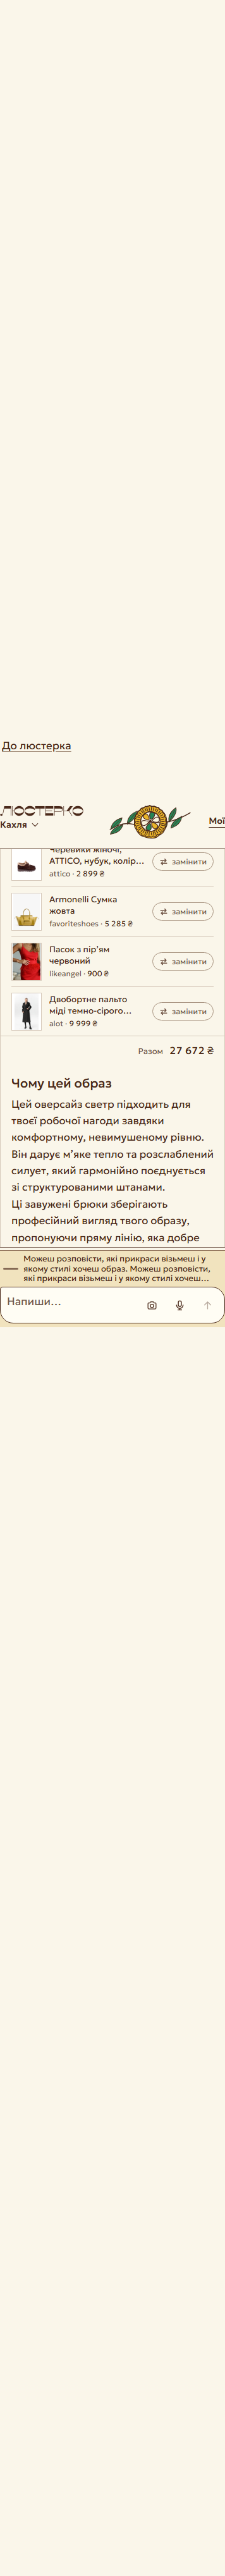 До люстерка
ЛЮСТЕРКО
Кахля
Мої
Черевики жіночі,
ATTICO, нубук, колір...
attico · 2 899 ₴
замінити
Armonelli Сумка
жовта
favoriteshoes · 5 285 ₴
замінити
Пасок з пір'ям
червоний
likeangel · 900 ₴
замінити
Двобортне пальто
міді темно-сірого...
alot · 9 999 ₴
замінити
Разом 27 672 ₴
Чому цей образ
Цей оверсайз светр підходить для
твоєї робочої нагоди завдяки
комфортному, невимушеному рівню.
Він дарує м'яке тепло та розслаблений
силует, який гармонійно поєднується
зі структурованими штанами.
Ці завужені брюки зберігають
професійний вигляд твого образу,
пропонуючи пряму лінію, яка добре
Можеш розповісти, які прикраси візьмеш і у
якому стилі хочеш образ. Можеш розповісти,
які прикраси візьмеш і у якому стилі хочеш...
Напиши...